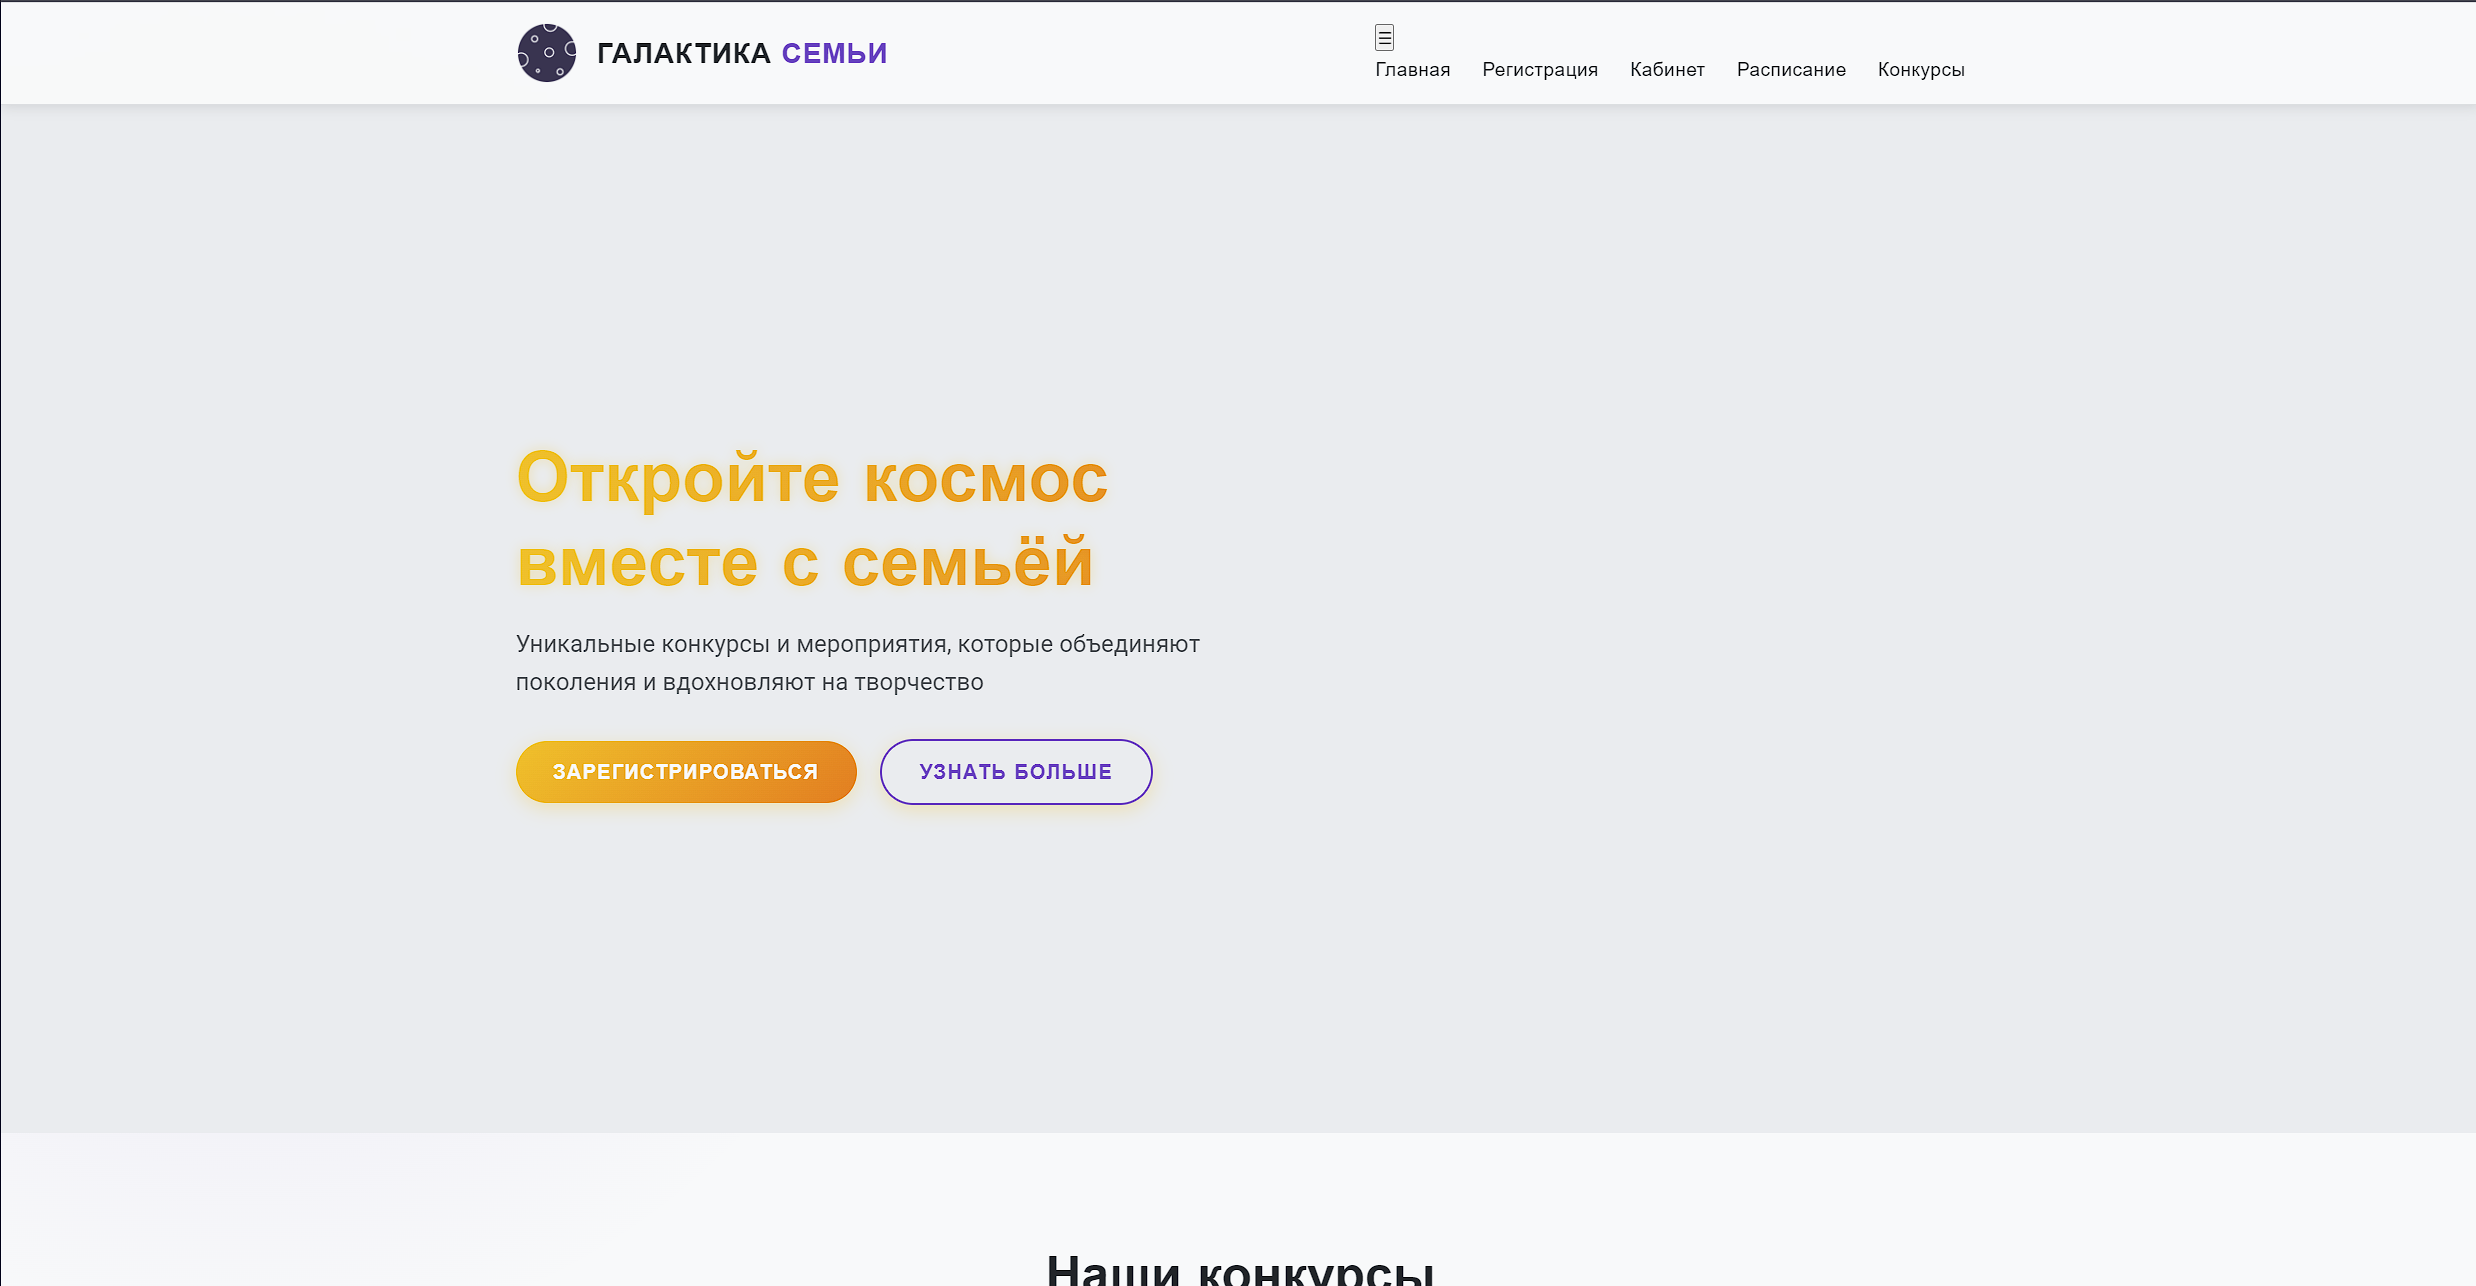 ГАЛАКТИКА СЕМЬИ
☰
Главная Регистрация Кабинет Расписание Конкурсы
Откройте космос
вместе с семьёй
Уникальные конкурсы и мероприятия, которые объединяют
поколения и вдохновляют на творчество
ЗАРЕГИСТРИРОВАТЬСЯ УЗНАТЬ БОЛЬШЕ
Наши конкурсы